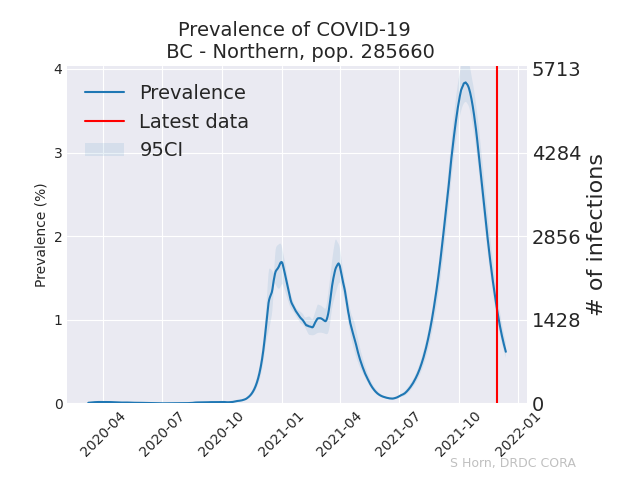 Prevalence of COVID-19
BC - Northern, pop. 285660
Prevalence
Latest data
95CI
Prevalence (%)
4
3
2
1
0
5713
4284
2856
1428
0
# of infections
2020-04
2020-07
2020-10
2021-01
2021-04
2021-07
2021-10
2022-01
S Horn, DRDC CORA